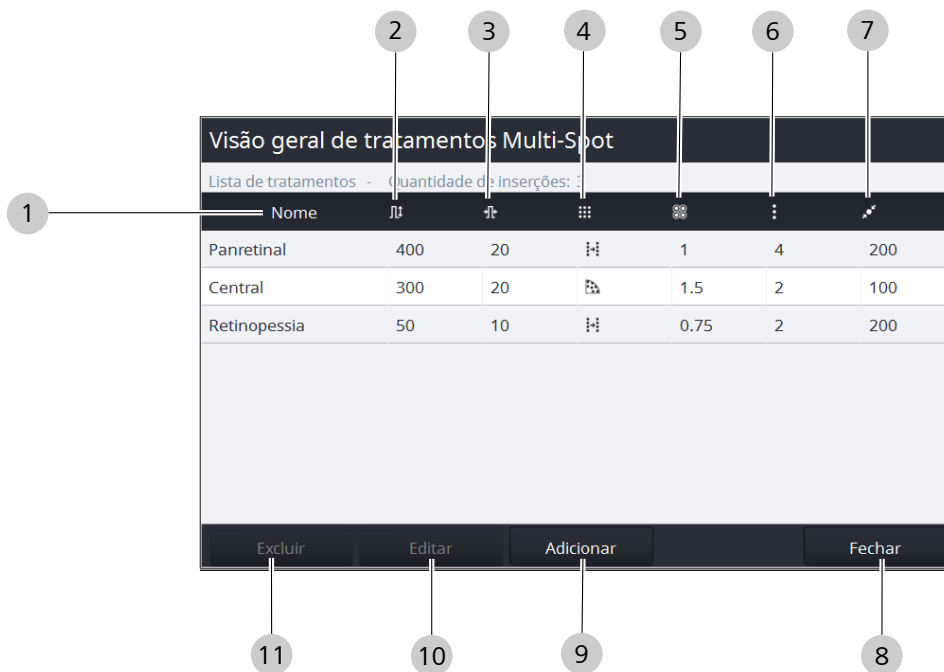 2 3 4 5 6 7
Visão geral de tratamentos Multi-Spot
Lista de tratamentos - Quantidade de inserções: 3
1 Nome
Panretinal 400 20 1 4 200
Central 300 20 1.5 2 100
Retinopessia 50 10 0.75 2 200
Excluir Editar Adicionar Fechar
11 10 9 8